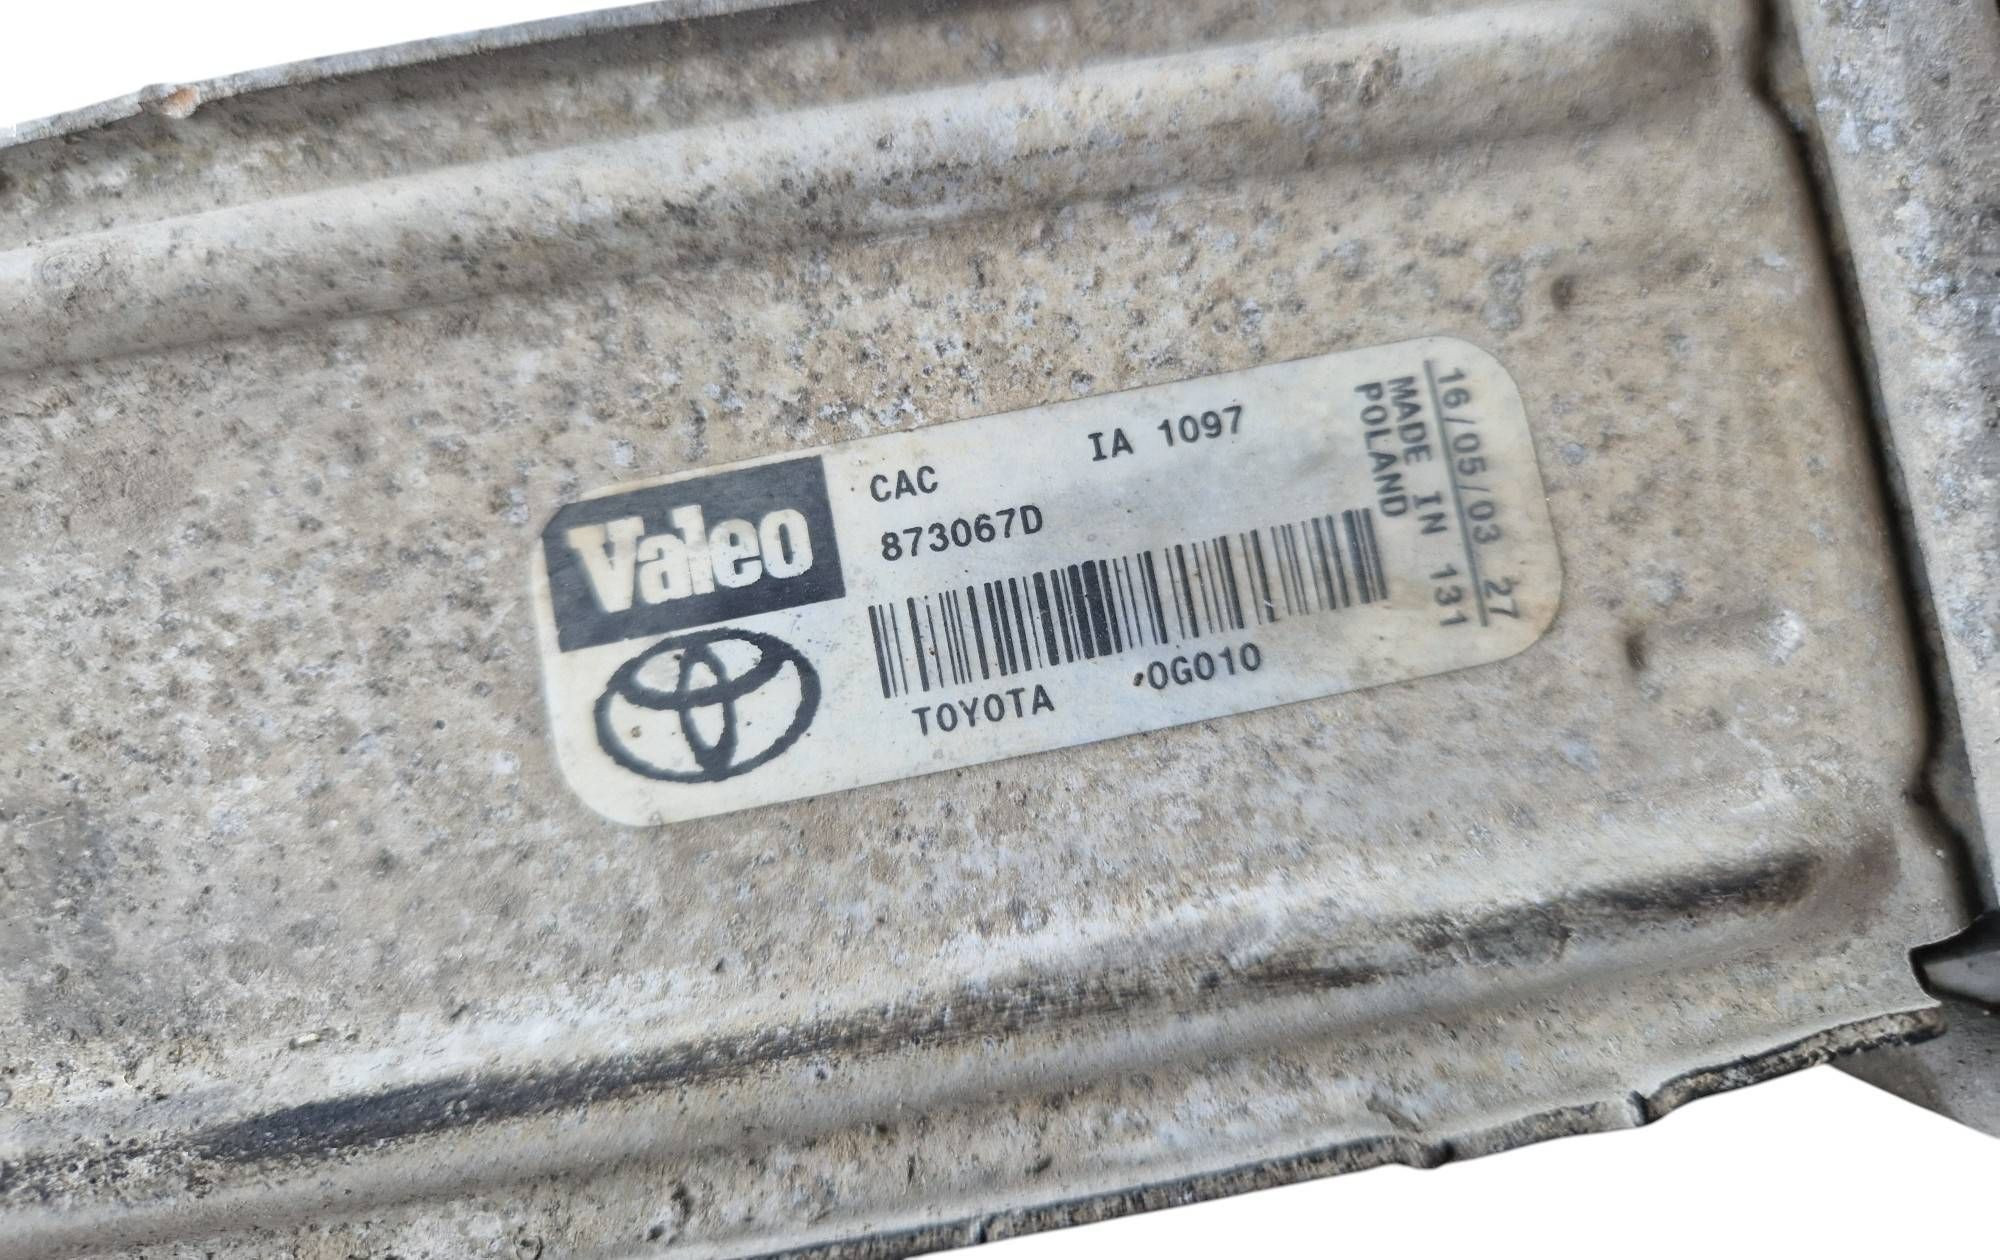 Valeo
CAC IA 1097
873067D
TOYOTA 0G010
16/05/03 27
MADE IN 131
POLAND